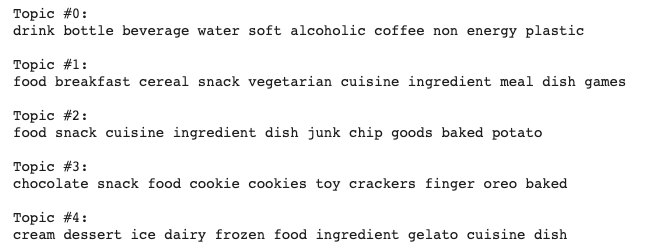 Topic #0:
drink bottle beverage water soft alcoholic coffee non energy plastic
Topic #1:
food breakfast cereal snack vegetarian cuisine ingredient meal dish games
Topic #2:
food snack cuisine ingredient dish junk chip goods baked potato
Topic #3:
chocolate snack food cookie cookies toy crackers finger oreo baked
Topic #4:
cream dessert ice dairy frozen food ingredient gelato cuisine dish